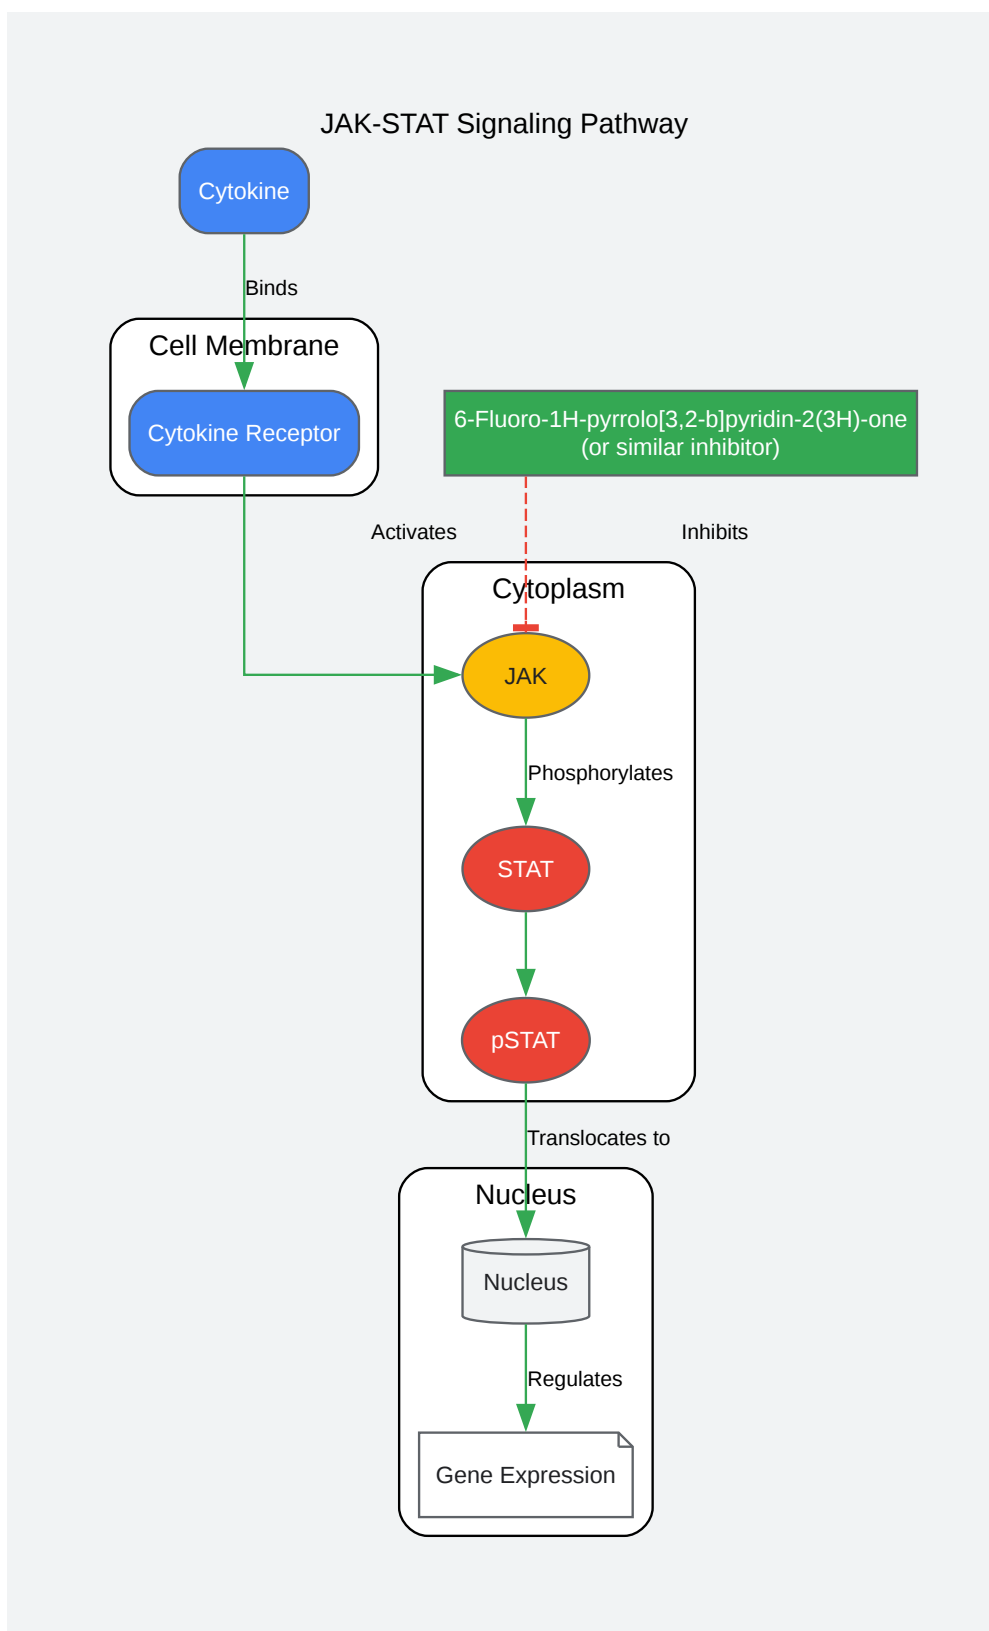 JAK-STAT Signaling Pathway
Cytokine
Binds
Cell Membrane
Cytokine Receptor
6-Fluoro-1H-pyrrolo[3,2-b]pyridin-2(3H)-one
(or similar inhibitor)
Activates
Inhibits
Cytoplasm
JAK
Phosphorylates
STAT
pSTAT
Translocates to
Nucleus
Nucleus
Regulates
Gene Expression